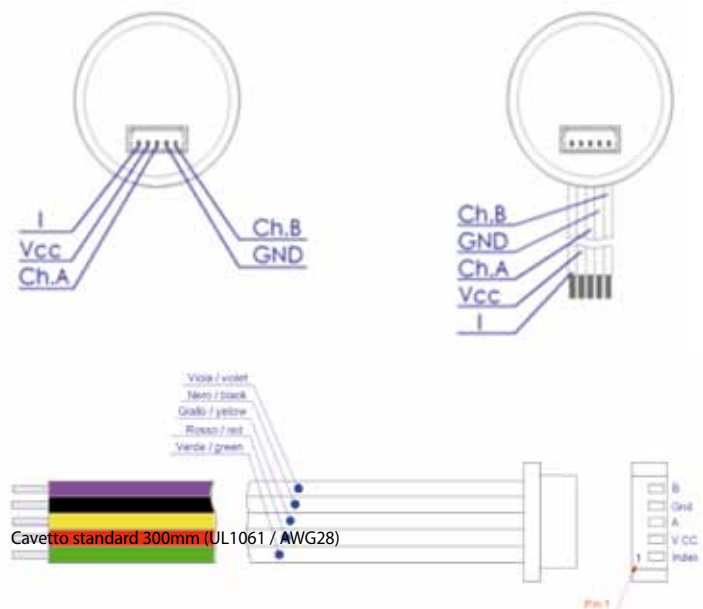 I
Vcc
Ch.A
Ch.B
GND
Ch.B
GND
Ch.A
Vcc
I
Viola / violet
Nero / black
Giallo / yellow
Rosso / red
Verde / green
Cavetto standard 300mm (UL1061 / AWG28)
B
Gnd
A
V CC
1 Index
Pin 1